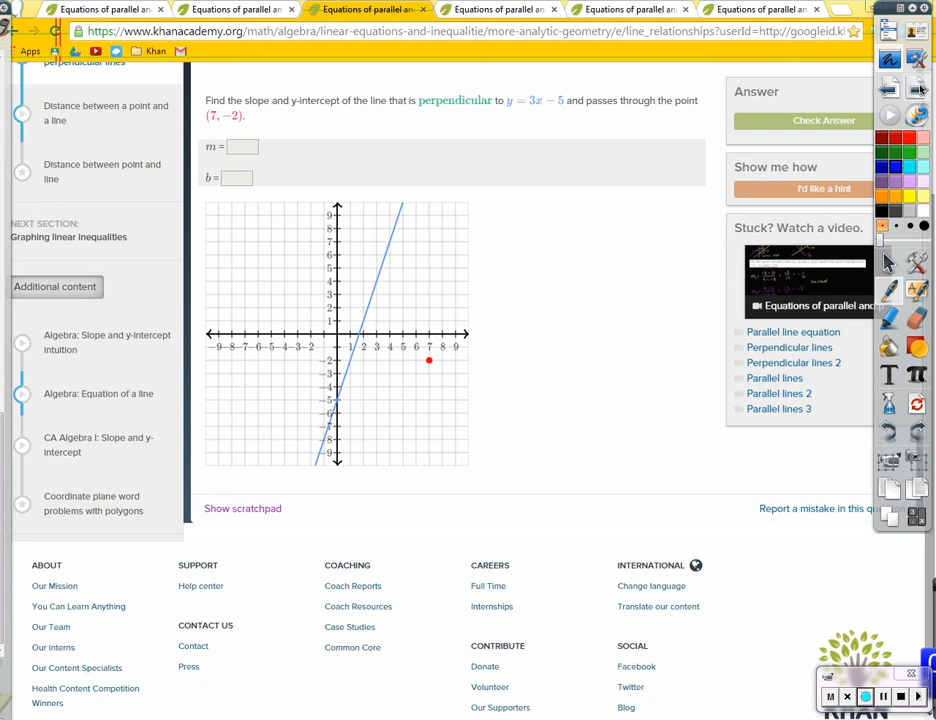 Equations of parallel an
Equations of parallel an
Equations of parallel an
Equations of parallel an
Equations of parallel an
Equations of parallel an
https://www.khanacademy.org/math/algebra/linear-equations-and-inequalitie/more-analytic-geometry/e/line_relationships?userId=http://googleid.kh
Apps Khan
perpendicular lines
Distance between a point and
a line
Distance between point and
line
NEXT SECTION:
Graphing linear inequalities
Additional content
Algebra: Slope and y-intercept
intuition
Algebra: Equation of a line
CA Algebra I: Slope and y-
intercept
Coordinate plane word
problems with polygons
Find the slope and y-intercept of the line that is perpendicular to y = 3x − 5 and passes through the point
(7, −2).
m =
b =
9
8
7
6
5
4
3
2
1
−9 −8 −7 −6 −5 −4 −3 −2 1 2 3 4 5 6 7 8 9
−2
−3
−4
−5
−6
−7
−8
−9
Show scratchpad
Report a mistake in this qu
Answer
Check Answer
Show me how
I'd like a hint
Stuck? Watch a video.
Equations of parallel and
Parallel line equation
Perpendicular lines
Perpendicular lines 2
Parallel lines
Parallel lines 2
Parallel lines 3
ABOUT
Our Mission
You Can Learn Anything
Our Team
Our Interns
Our Content Specialists
Health Content Competition
Winners
SUPPORT
Help center
CONTACT US
Contact
Press
COACHING
Coach Reports
Coach Resources
Case Studies
Common Core
CAREERS
Full Time
Internships
CONTRIBUTE
Donate
Volunteer
Our Supporters
INTERNATIONAL
Change language
Translate our content
SOCIAL
Facebook
Twitter
Blog
T π
3
M